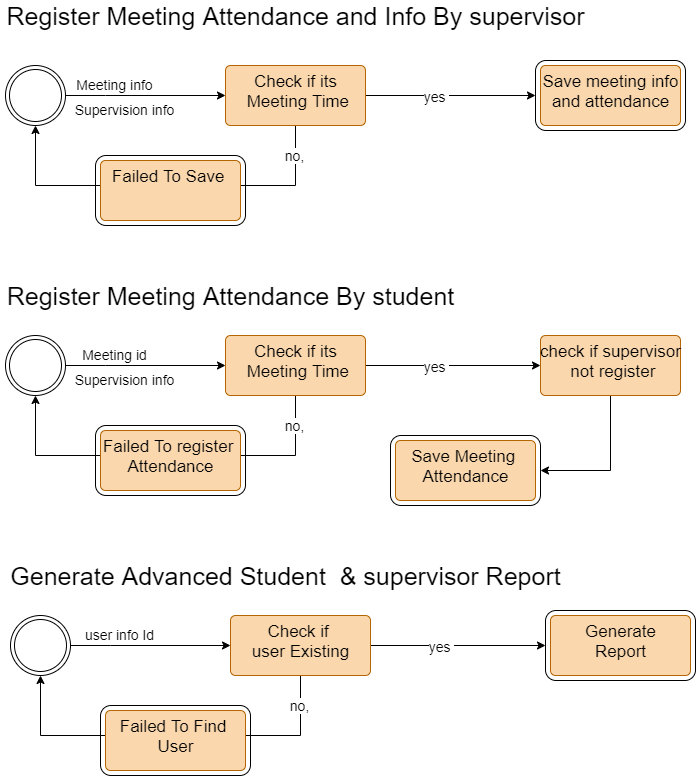 Register Meeting Attendance and Info By supervisor
Meeting info
Supervision info
Check if its
Meeting Time
yes
Save meeting info
and attendance
no,
Failed To Save
Register Meeting Attendance By student
Meeting id
Supervision info
Check if its
Meeting Time
yes
check if supervisor
not register
no,
Failed To register
Attendance
Save Meeting
Attendance
Generate Advanced Student & supervisor Report
user info Id
Check if
user Existing
yes
Generate
Report
no,
Failed To Find
User